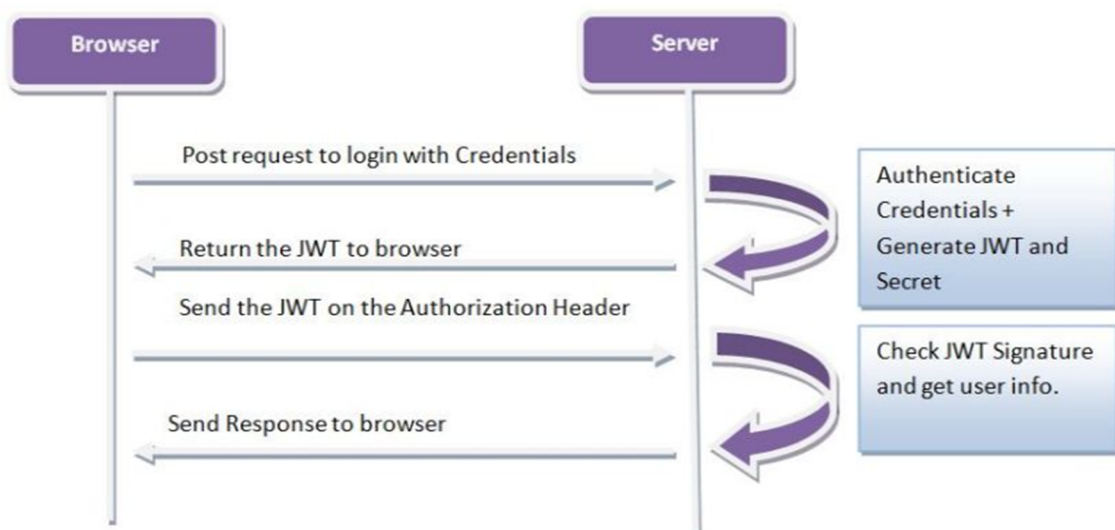 Browser
Server
Post request to login with Credentials
Authenticate
Credentials +
Generate JWT and
Secret
Return the JWT to browser
Send the JWT on the Authorization Header
Check JWT Signature
and get user info.
Send Response to browser